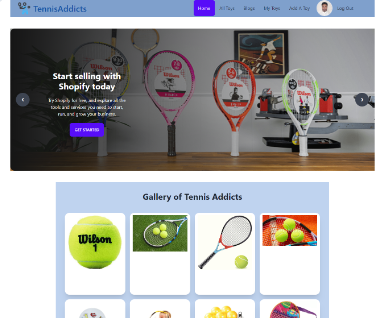 TennisAddicts
Home
All Toys
Blogs
My Toys
Add A Toy
Log Out
Start selling with
Shopify today
Try Shopify for free, and explore all the
tools and services you need to start,
run, and grow your business.
GET STARTED
Gallery of Tennis Addicts
Wilson
1